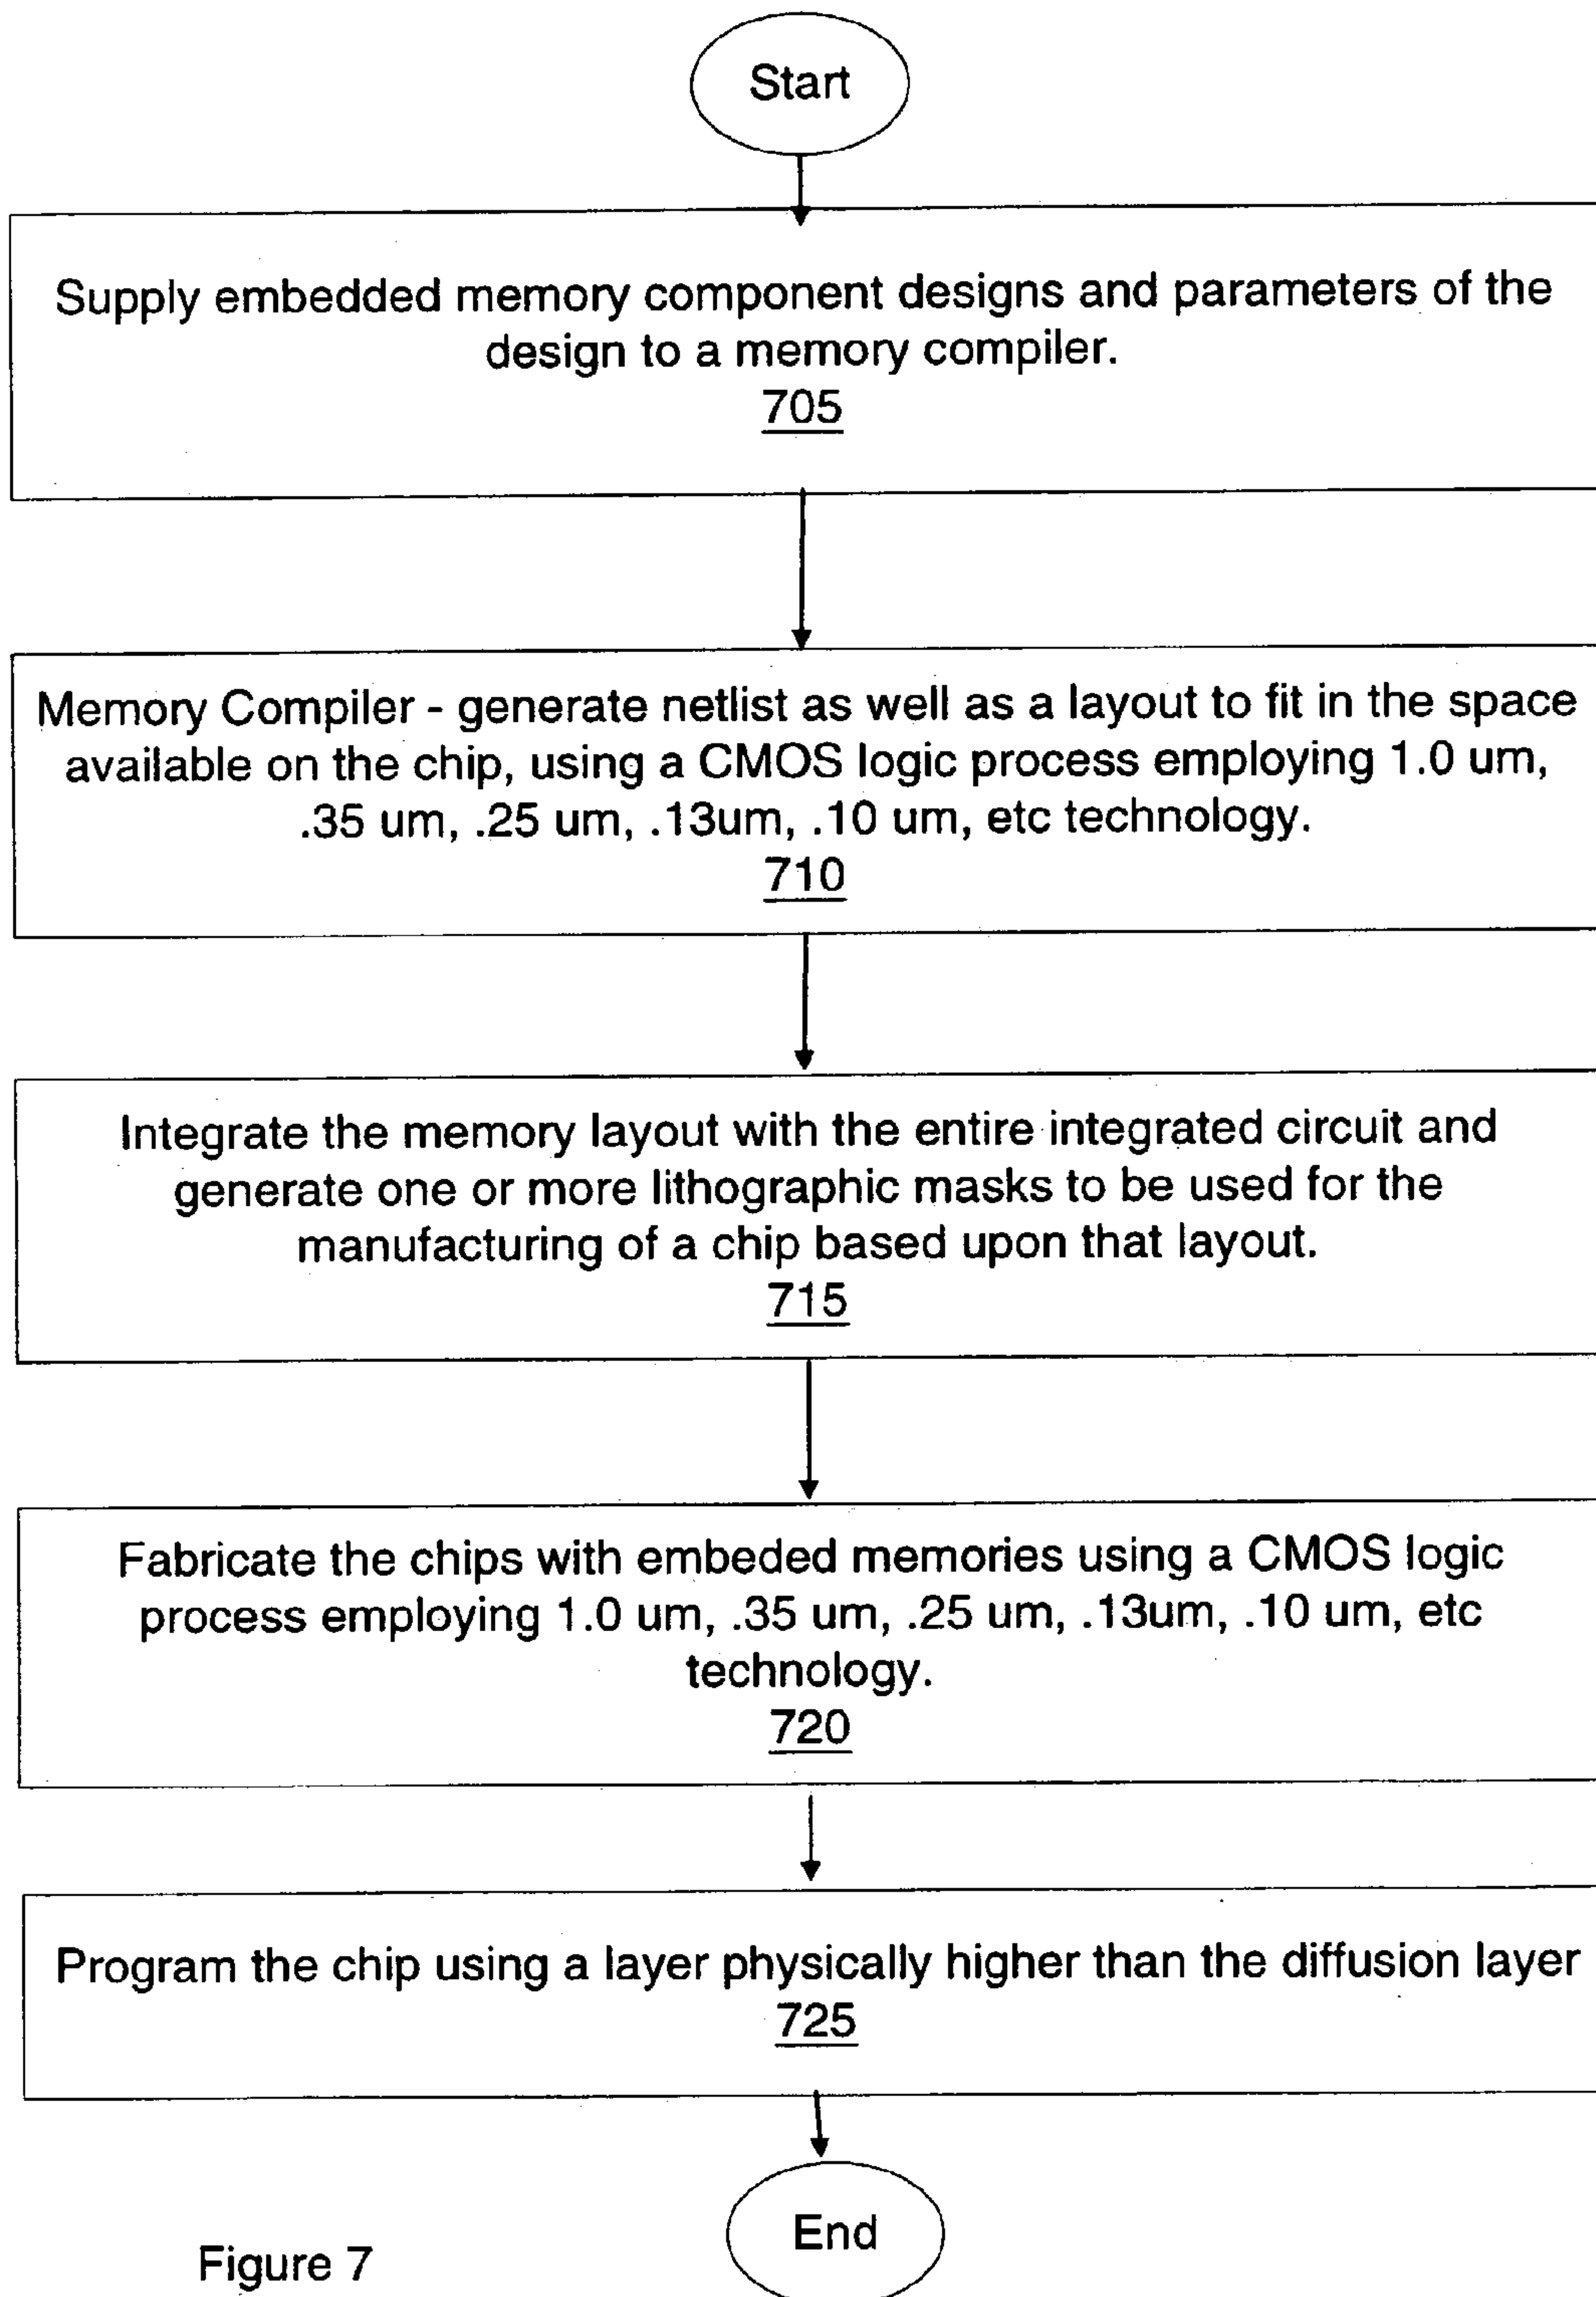 Start
Supply embedded memory component designs and parameters of the
design to a memory compiler.
705
Memory Compiler - generate netlist as well as a layout to fit in the space
available on the chip, using a CMOS logic process employing 1.0 um,
.35 um, .25 um, .13um, .10 um, etc technology.
710
Integrate the memory layout with the entire integrated circuit and
generate one or more lithographic masks to be used for the
manufacturing of a chip based upon that layout.
715
Fabricate the chips with embeded memories using a CMOS logic
process employing 1.0 um, .35 um, .25 um, .13um, .10 um, etc
technology.
720
Program the chip using a layer physically higher than the diffusion layer
725
End
Figure 7